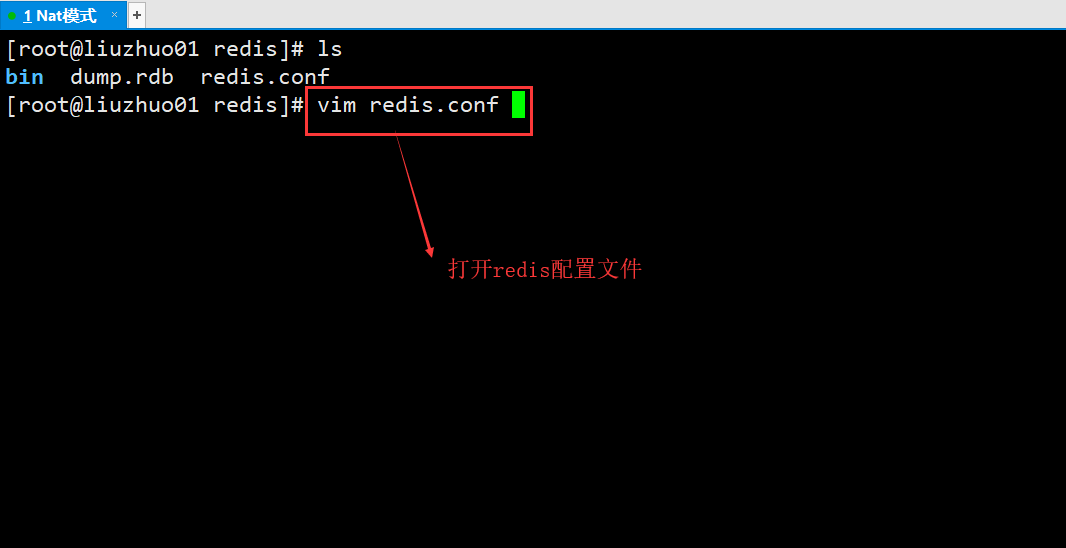 1 Nat模式 × +
[root@liuzhuo01 redis]# ls
bin  dump.rdb  redis.conf
[root@liuzhuo01 redis]# vim redis.conf
打开redis配置文件